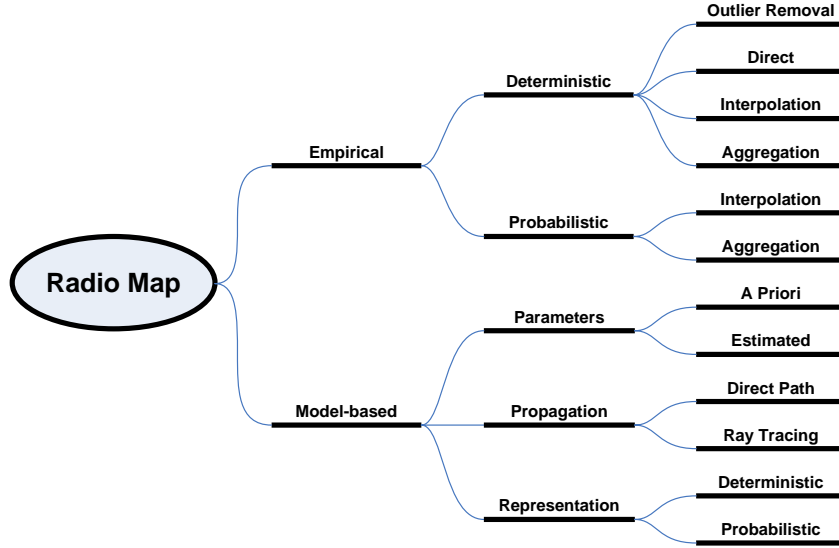 Radio Map
Empirical
Deterministic
Outlier Removal
Direct
Interpolation
Aggregation
Probabilistic
Interpolation
Aggregation
Model-based
Parameters
A Priori
Estimated
Propagation
Direct Path
Ray Tracing
Representation
Deterministic
Probabilistic